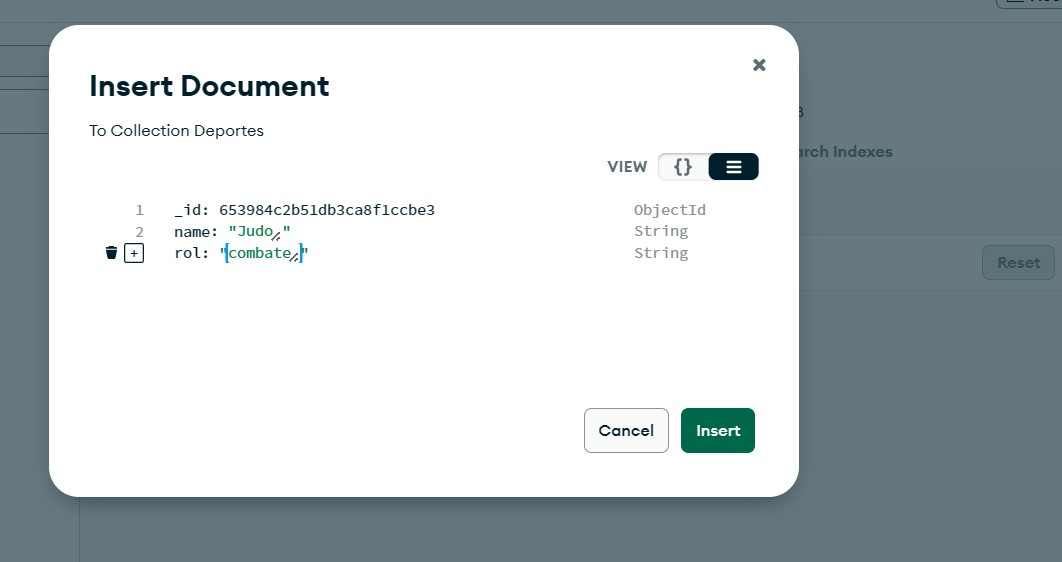 Insert Document
To Collection Deportes
VIEW {}
1 _id: 653984c2b51db3ca8f1ccbe3 ObjectId
2 name: "Judo" String
rol: "combate" String
Cancel Insert
arch Indexes
Reset